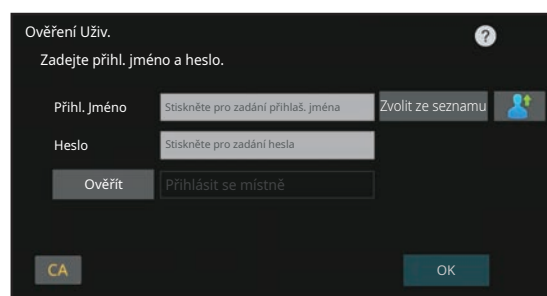 Ověření Uživ.
?
Zadejte přihl. jméno a heslo.
Přihl. Jméno
Stiskněte pro zadání přihlaš. jména
Zvolit ze seznamu
Heslo
Stiskněte pro zadání hesla
Ověřít
Přihlásit se místně
CA
OK